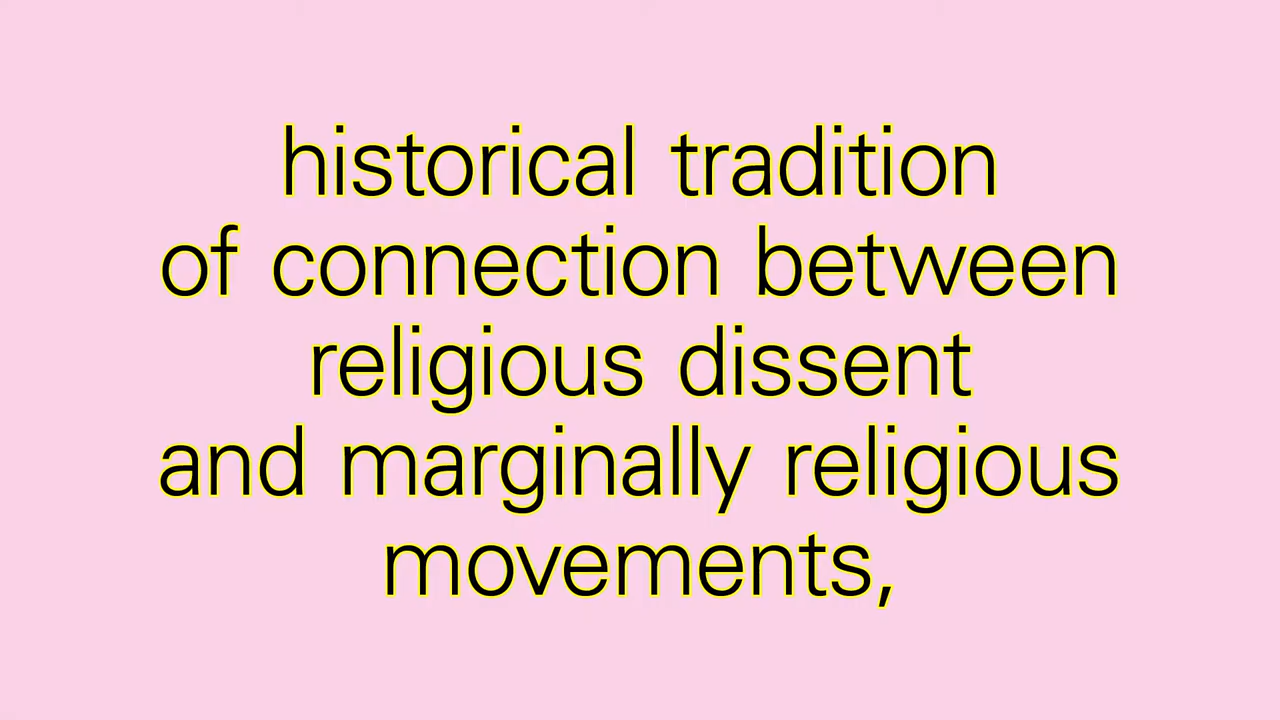 historical tradition
of connection between
religious dissent
and marginally religious
movements,